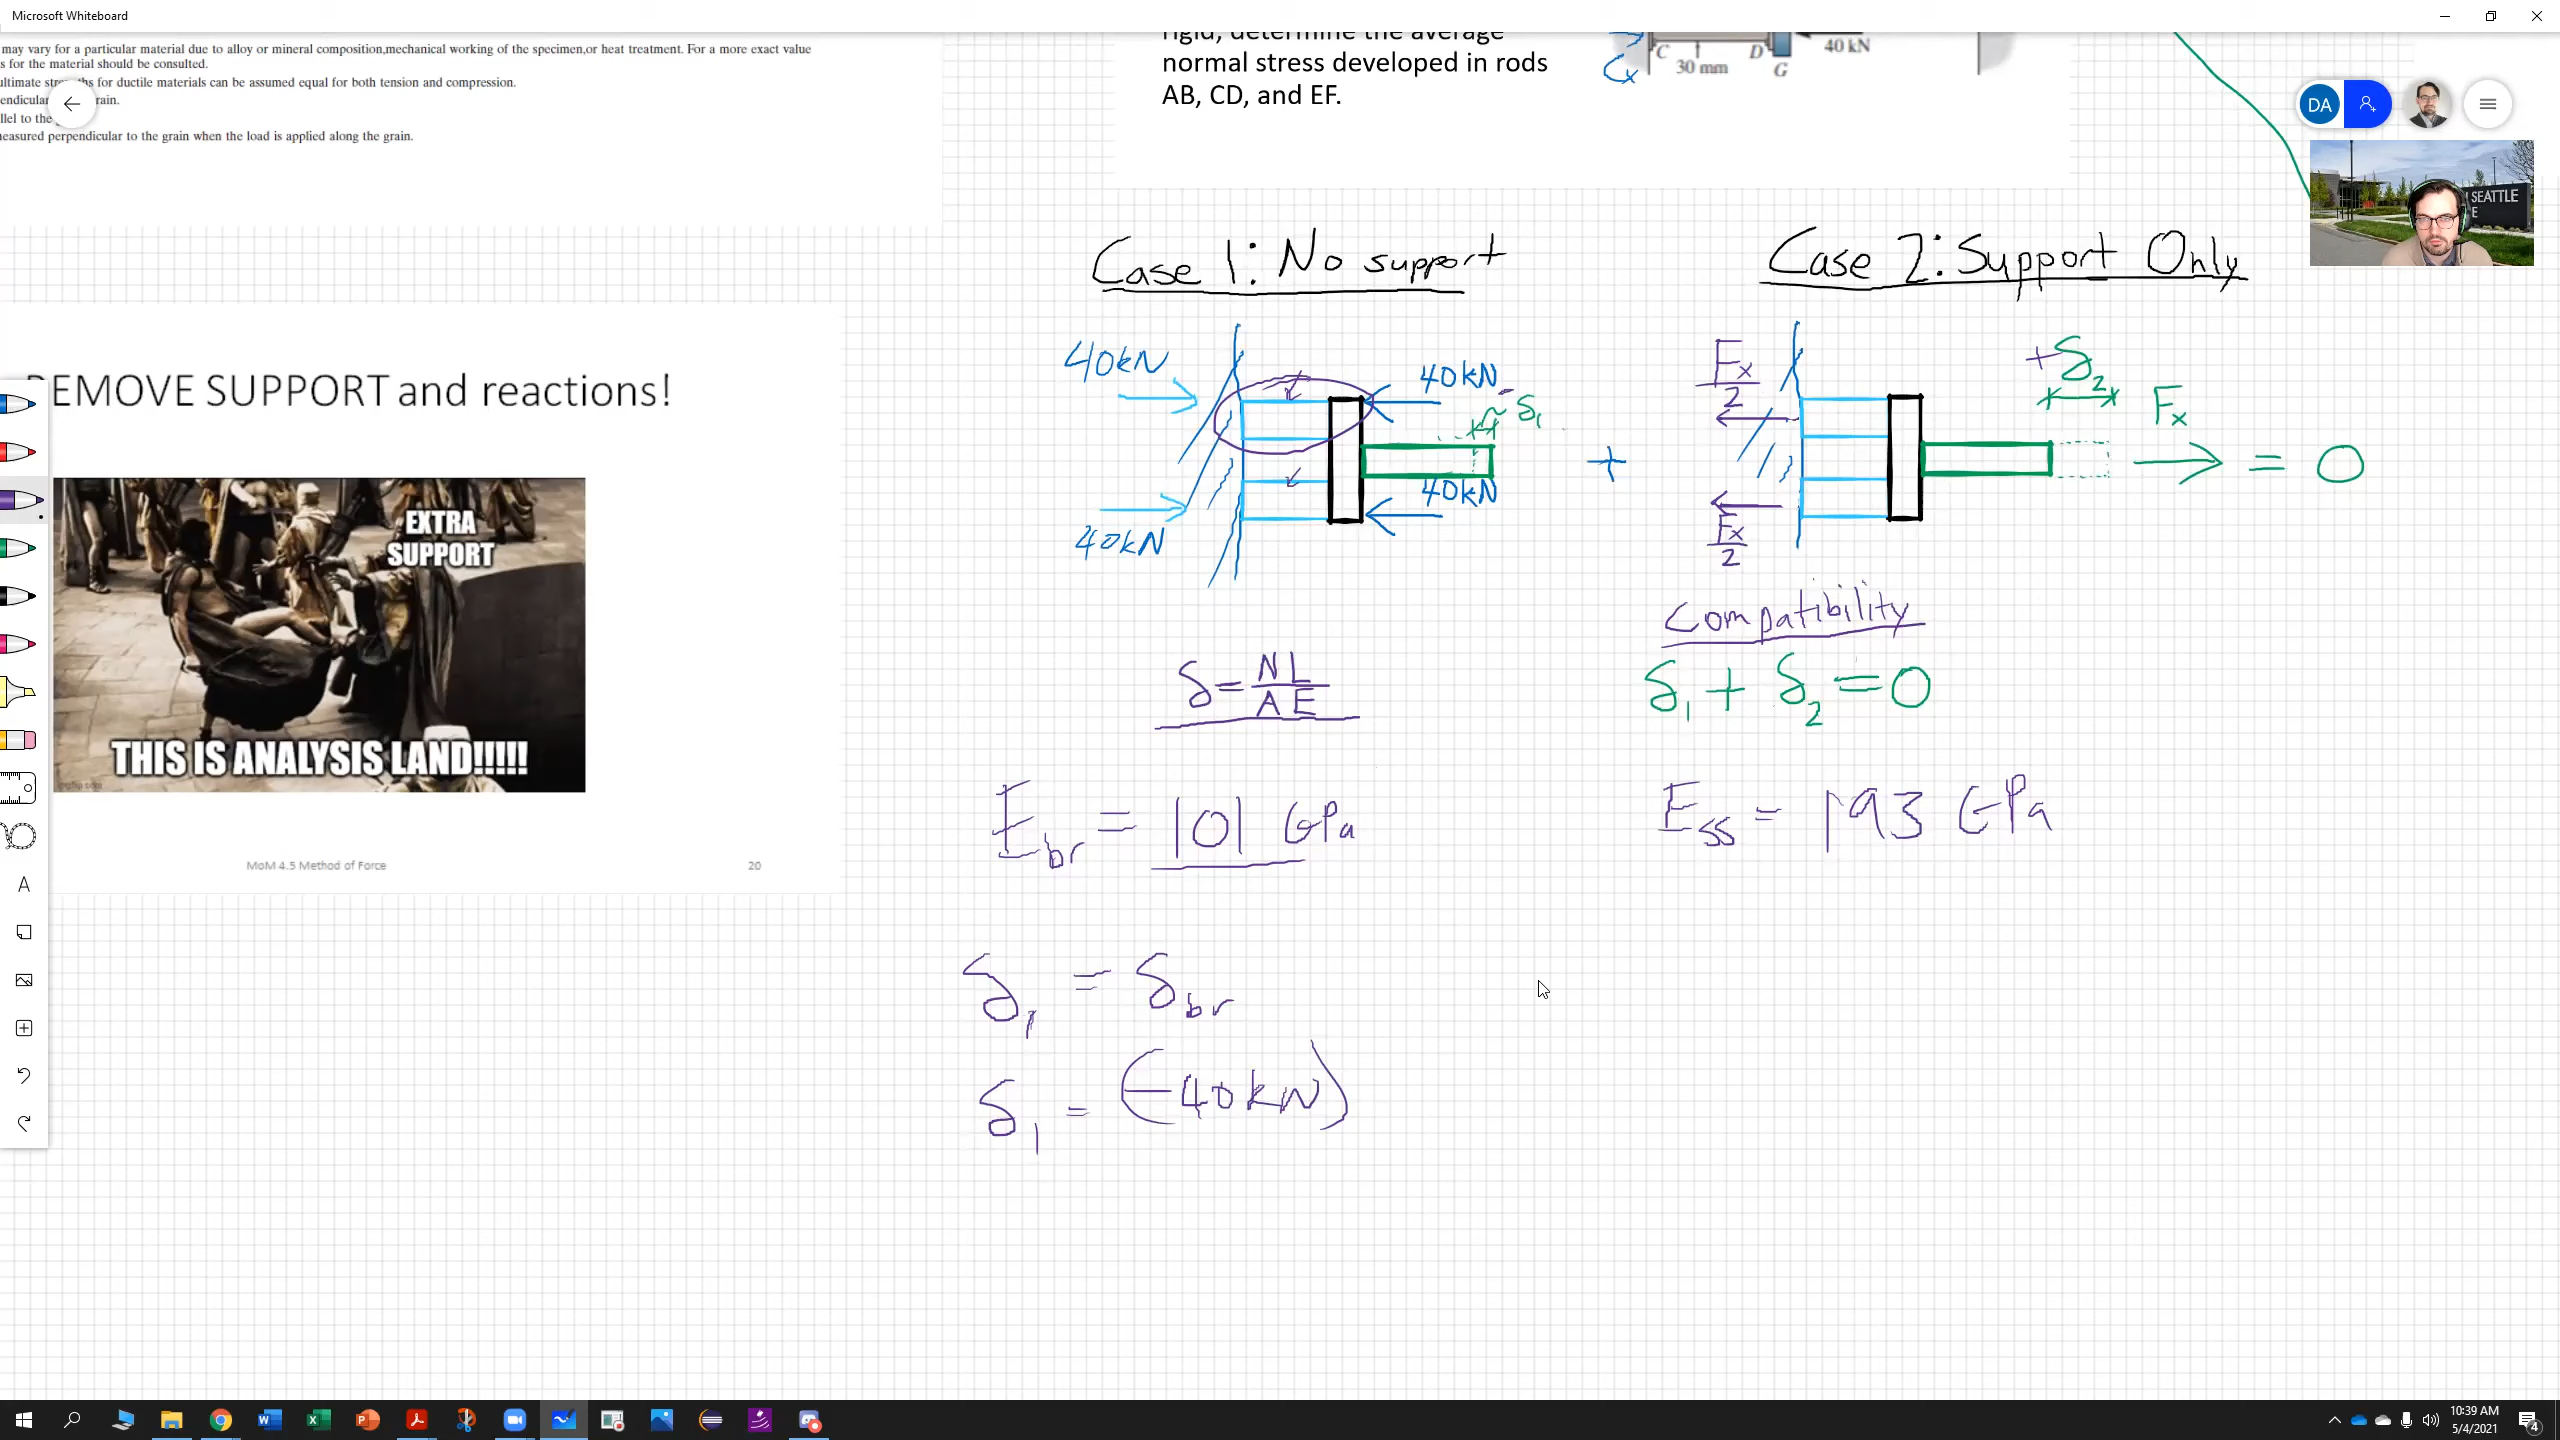 Microsoft Whiteboard
may vary for a particular material due to alloy or mineral composition,mechanical working of the specimen,or heat treatment. For a more exact value
s for the material should be consulted.
for ductile materials can be assumed equal for both tension and compression.
rain.
llel to the
easured perpendicular to the grain when the load is applied along the grain.
rigid, determine the average
normal stress developed in rods
AB, CD, and EF.
Cx
C
30 mm
D
G
40 kN
DA
SEATTLE
E
EMOVE SUPPORT and reactions!
EXTRA
SUPPORT
THIS IS ANALYSIS LAND!!!!!
MoM 4.5 Method of Force
20
Case 1: No support
40kN
40kN
40kN
40kN
-δ₁
+
Case 2: Support Only
Fx/2
Fx/2
+δ₂
Fx
= 0
Compatibility
δ = NL/AE
δ₁ + δ₂ = 0
Ebr = 101 GPa
Ess = 193 GPa
δ₁ = δbr
δ₁ = (-40kN)
A
10:39 AM
5/4/2021
4